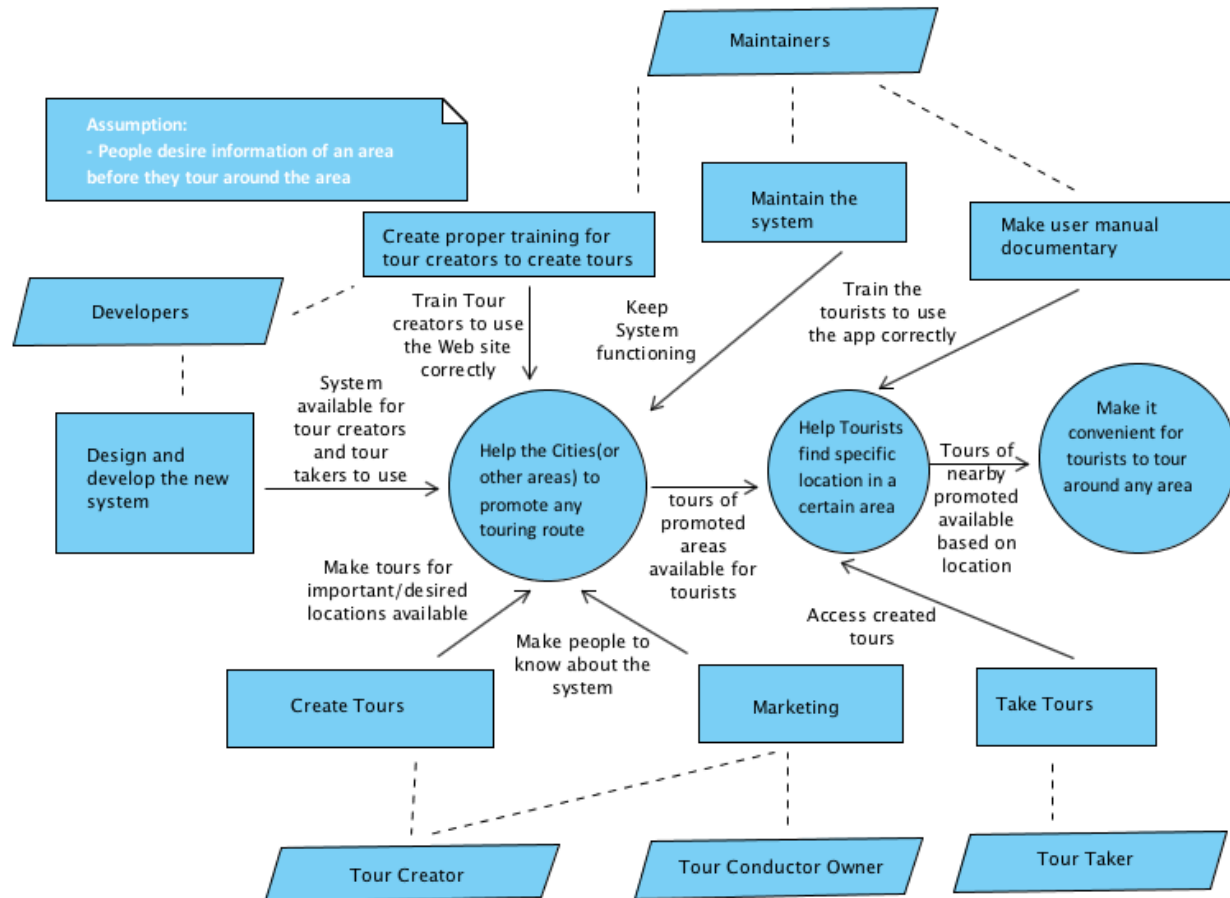 Maintainers
Assumption:
- People desire information of an area
before they tour around the area
Maintain the
system
Create proper training for
tour creators to create tours
Make user manual
documentary
Developers
Train Tour
creators to use
the Web site
correctly
Keep
System
functioning
Train the
tourists to use
the app correctly
System
available for
tour creators
and tour
takers to use
Design and
develop the new
system
Help the Cities(or
other areas) to
promote any
touring route
tours of
promoted
areas
available for
tourists
Help Tourists
find specific
location in a
certain area
Tours of
nearby
promoted
available
based on
location
Make it
convenient for
tourists to tour
around any area
Make tours for
important/desired
locations available
Make people to
know about the
system
Access created
tours
Create Tours
Marketing
Take Tours
Tour Creator
Tour Conductor Owner
Tour Taker